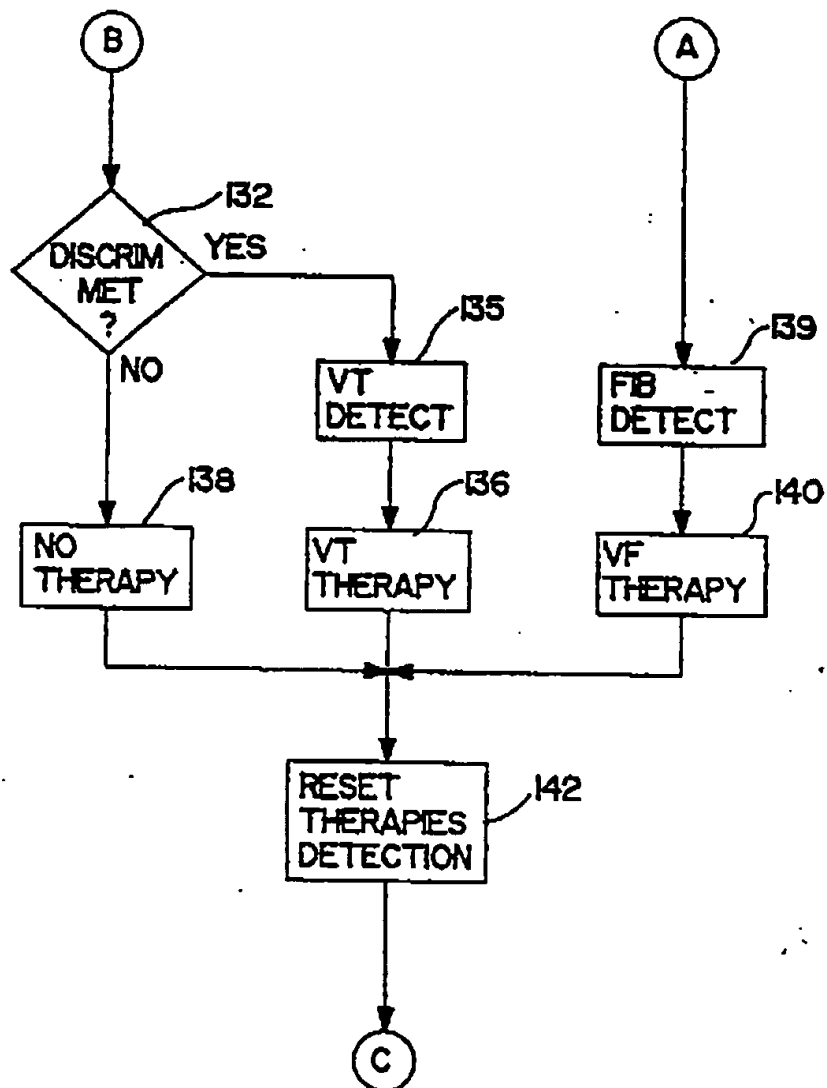 B
A
132
DISCRIM
MET
?
YES
NO
135
VT
DETECT
139
FIB
DETECT
138
NO
THERAPY
136
VT
THERAPY
140
VF
THERAPY
142
RESET
THERAPIES
DETECTION
C